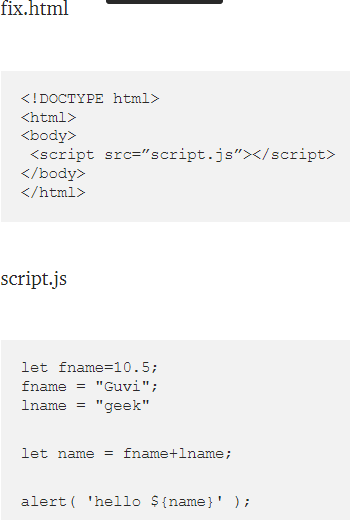 fix.html
<!DOCTYPE html>
<html>
<body>
<script src=”script.js”></script>
</body>
</html>
script.js
let fname=10.5;
fname = "Guvi";
lname = "geek"
let name = fname+lname;
alert( 'hello ${name}' );